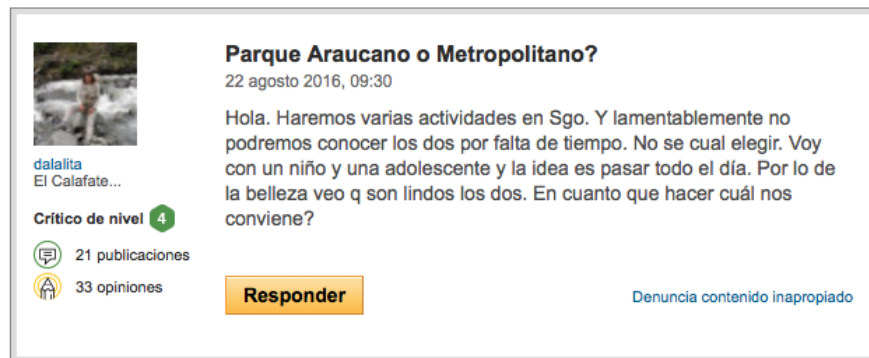 Parque Araucano o Metropolitano?
22 agosto 2016, 09:30
Hola. Haremos varias actividades en Sgo. Y lamentablemente no
podremos conocer los dos por falta de tiempo. No se cual elegir. Voy
con un niño y una adolescente y la idea es pasar todo el día. Por lo de
la belleza veo q son lindos los dos. En cuanto que hacer cuál nos
conviene?
dalalita
El Calafate...
Crítico de nivel 4
21 publicaciones
33 opiniones
Responder
Denuncia contenido inapropiado